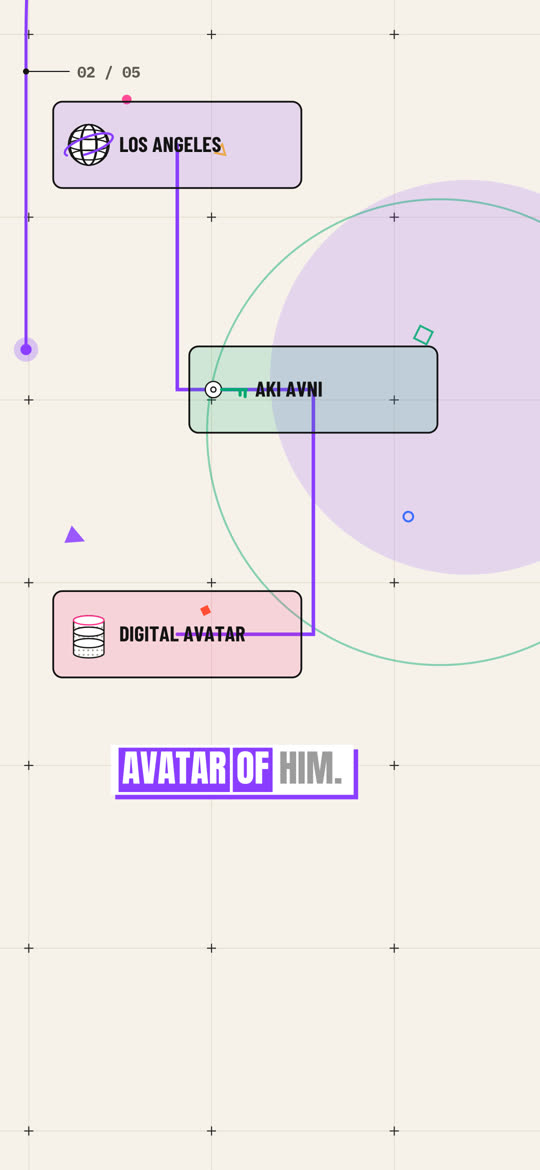 02 / 05
LOS ANGELES
AKI AVNI
DIGITAL AVATAR
AVATAR OF HIM.